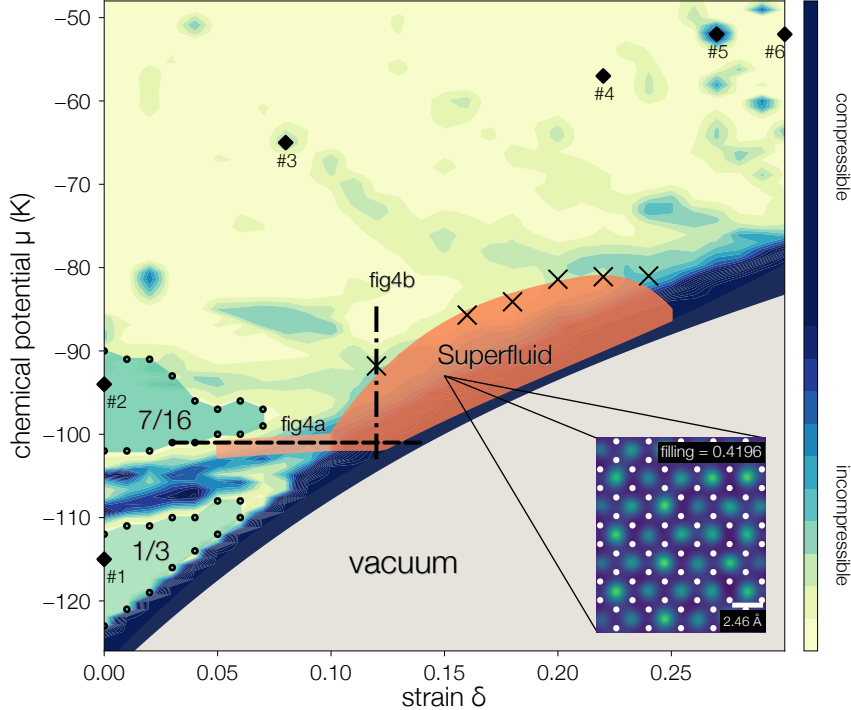 −50
−60
−70
−80
−90
−100
−110
−120
chemical potential μ (K)
0.00
0.05
0.10
0.15
0.20
0.25
strain δ
#5
#6
#4
#3
fig4b
Superfluid
#2
7/16
fig4a
1/3
#1
vacuum
filling = 0.4196
2.46 Å
compressible
incompressible